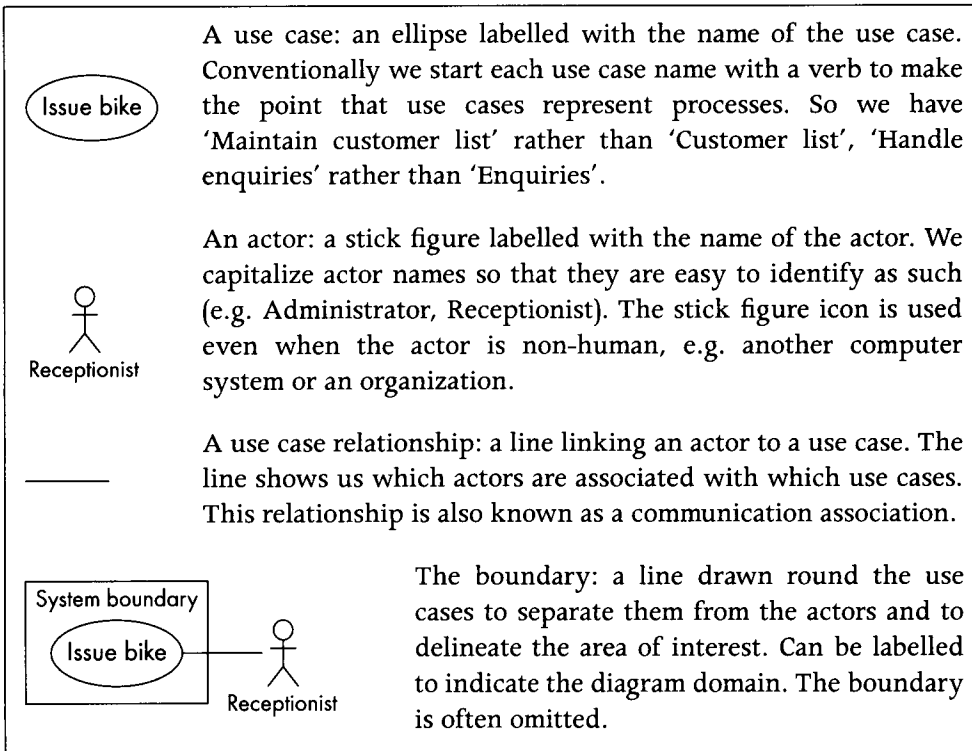 A use case: an ellipse labelled with the name of the use case.
Conventionally we start each use case name with a verb to make
the point that use cases represent processes. So we have
'Maintain customer list' rather than 'Customer list', 'Handle
enquiries' rather than 'Enquiries'.
Issue bike
An actor: a stick figure labelled with the name of the actor. We
capitalize actor names so that they are easy to identify as such
(e.g. Administrator, Receptionist). The stick figure icon is used
even when the actor is non-human, e.g. another computer
system or an organization.
Receptionist
A use case relationship: a line linking an actor to a use case. The
line shows us which actors are associated with which use cases.
This relationship is also known as a communication association.
System boundary
Issue bike
Receptionist
The boundary: a line drawn round the use
cases to separate them from the actors and to
delineate the area of interest. Can be labelled
to indicate the diagram domain. The boundary
is often omitted.